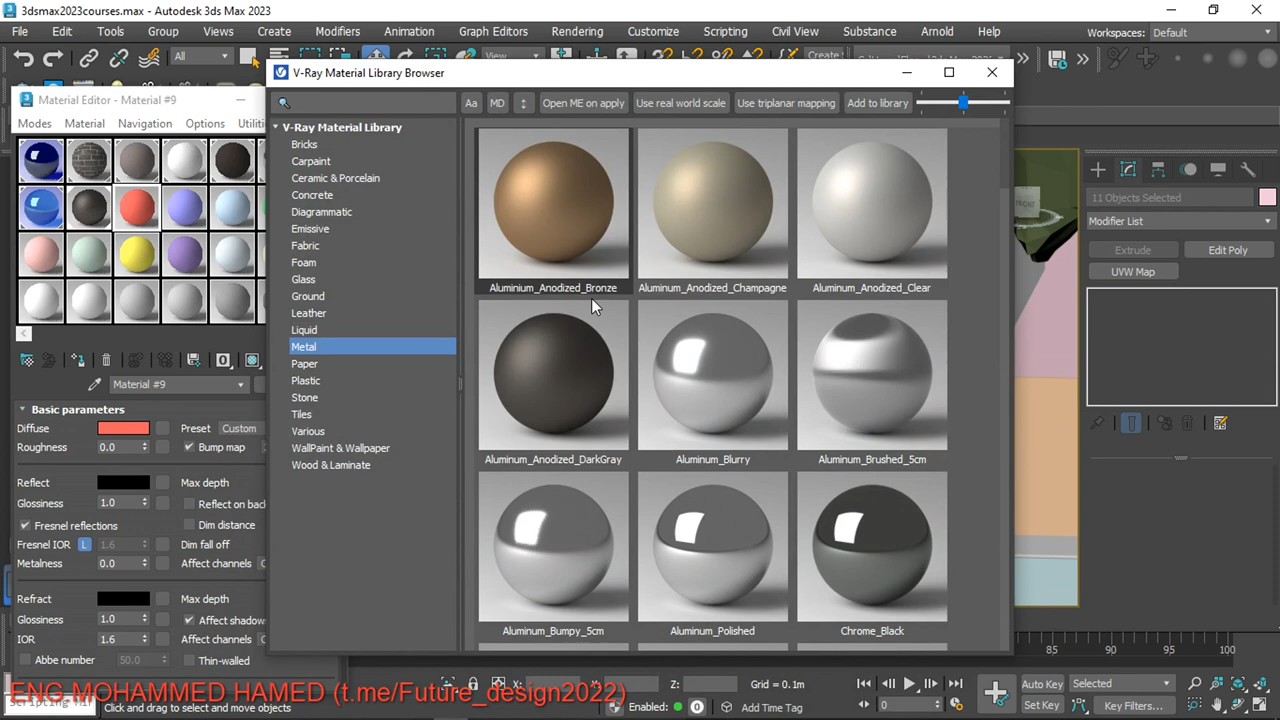 3dsmax2023courses.max - Autodesk 3ds Max 2023
File Edit Tools Group Views Create Modifiers Animation Graph Editors Rendering Customize Scripting Civil View Substance Arnold Help
Workspaces: Default
All
View
Create
V-Ray Material Library Browser
Material Editor - Material #9
Modes Material Navigation Options Utiliti
Aa MD Open ME on apply Use real world scale Use triplanar mapping Add to library
V-Ray Material Library
Bricks
Carpaint
Ceramic & Porcelain
Concrete
Diagrammatic
Emissive
Fabric
Foam
Glass
Ground
Leather
Liquid
Metal
Paper
Plastic
Stone
Tiles
Various
WallPaint & Wallpaper
Wood & Laminate
Aluminium_Anodized_Bronze Aluminum_Anodized_Champagne Aluminum_Anodized_Clear
Aluminum_Anodized_DarkGray Aluminum_Blurry Aluminum_Brushed_5cm
Aluminum_Bumpy_5cm Aluminum_Polished Chrome_Black
Material #9
Basic parameters
Diffuse Preset Custom
Roughness 0.0 Bump map
Reflect Max depth
Glossiness 1.0 Reflect on back
Fresnel reflections Dim distance
Fresnel IOR L 1.6 Dim fall off
Metalness 0.0 Affect channels
Refract Max depth
Glossiness 1.0 Affect shadow
IOR 1.6 Affect channels
Abbe number 50.0 Thin-walled
FRONT
11 Objects Selected
Modifier List
Extrude Edit Poly
UVW Map
85 90 95 100
X: Y: Z: Grid = 0.1m
Auto Key Selected
Set Key Key Filters...
0
ENG MOHAMMED HAMED (t.me/Future_design2022)
Scripting Mi Click and drag to select and move objects
Enabled: Add Time Tag